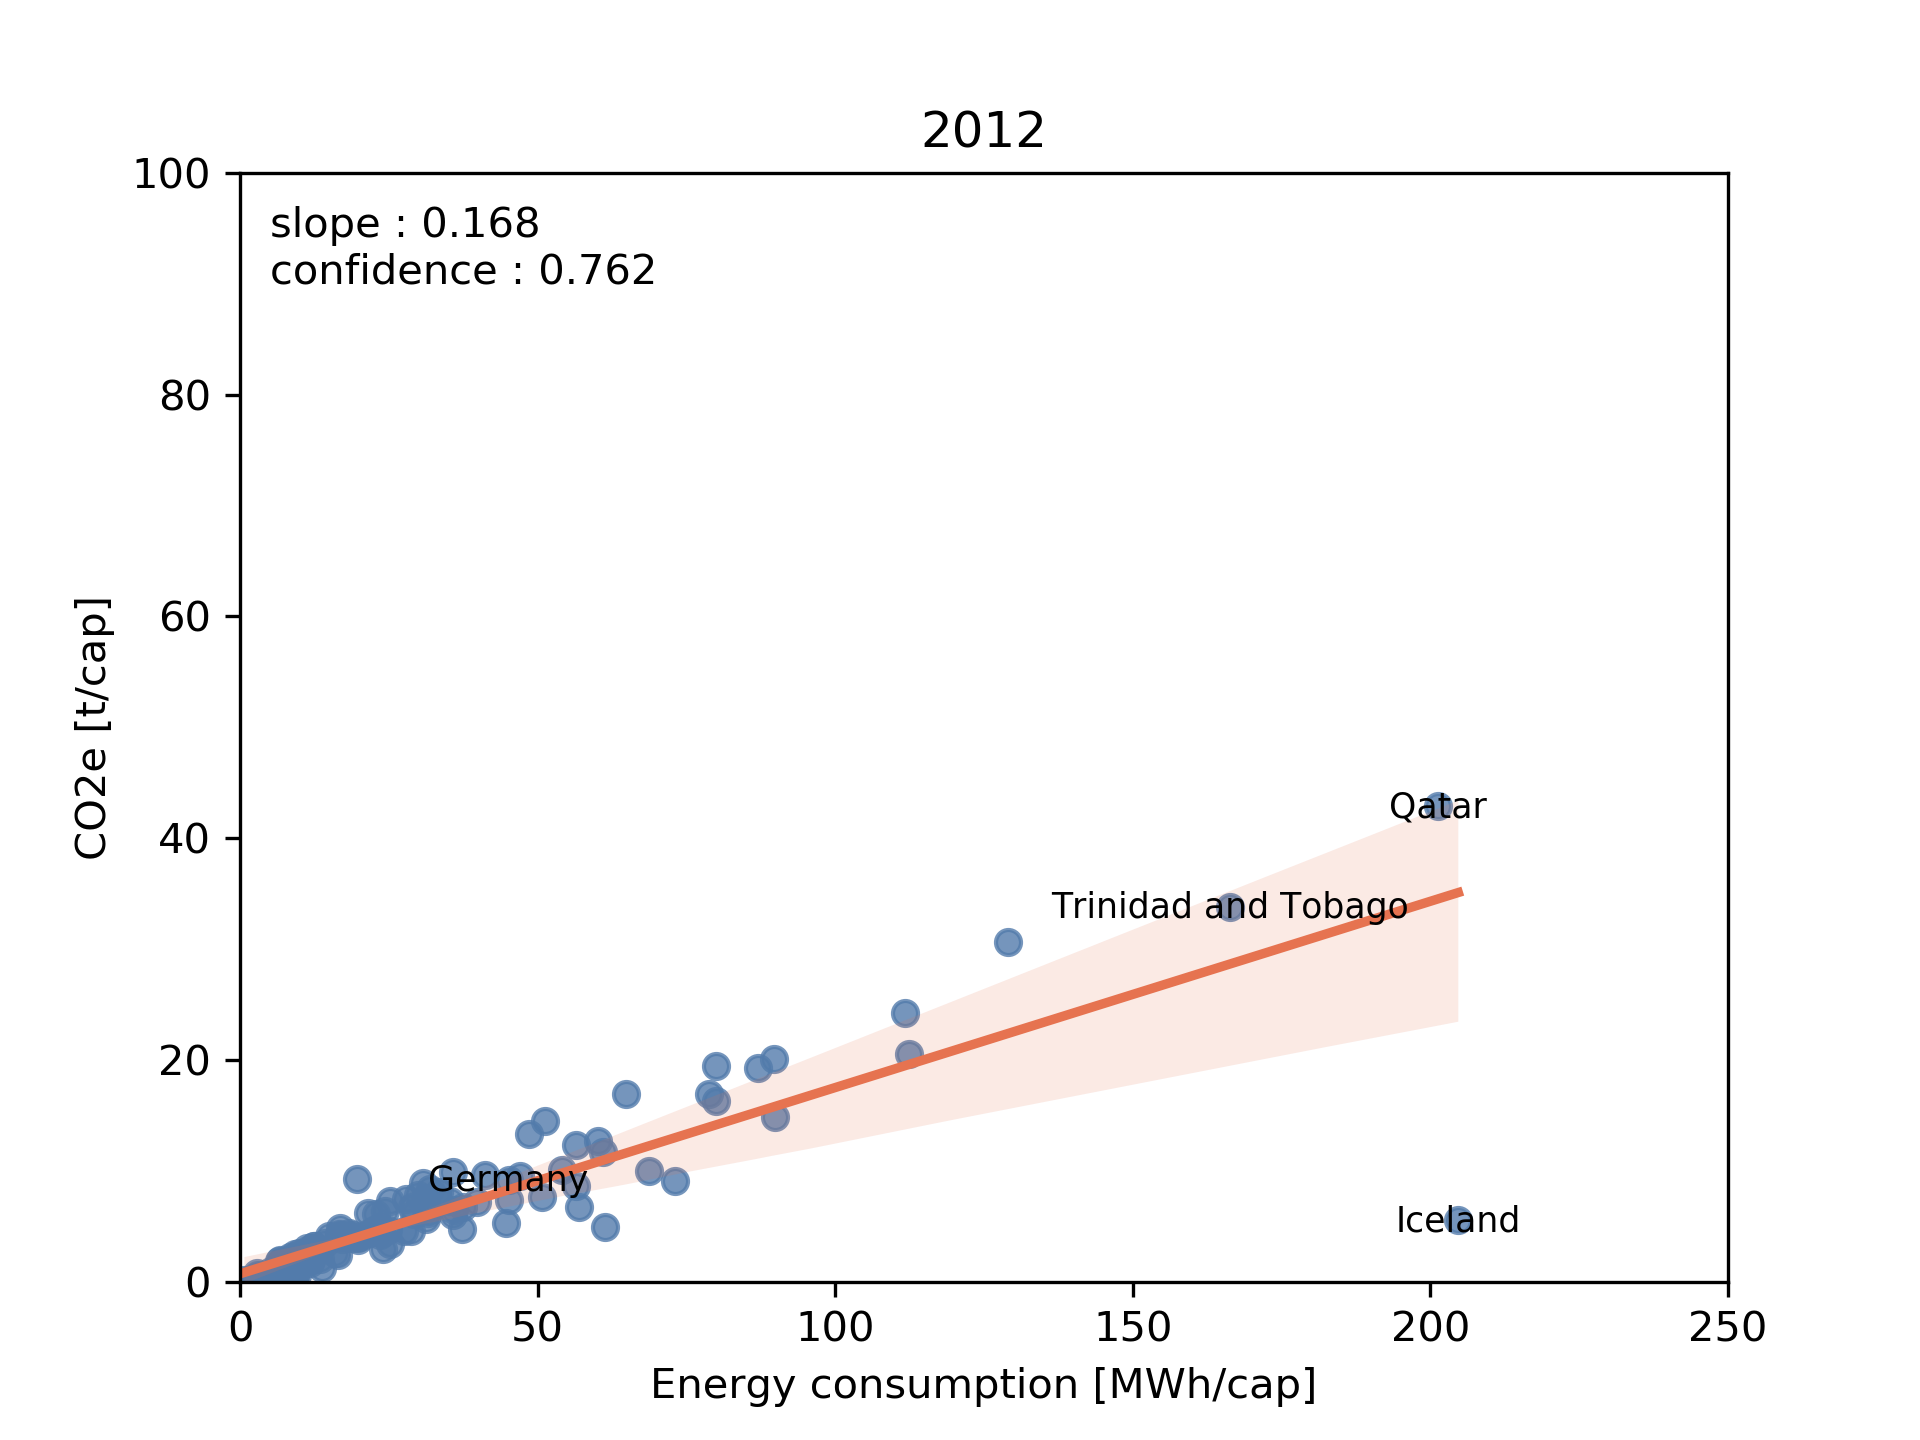 2012
100
slope : 0.168
confidence : 0.762
80
60
CO2e [t/cap]
Qatar
40
Trinidad and Tobago
20
Germany
Iceland
0
0 50 100 150 200 250
Energy consumption [MWh/cap]